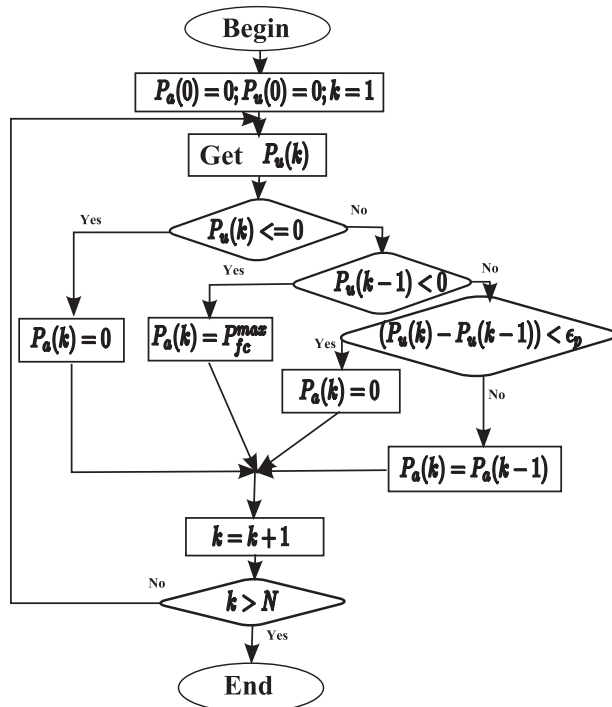 Begin
P_a(0)=0;P_u(0)=0;k=1
Get P_u(k)
P_u(k)<=0
Yes
No
P_u(k-1)<0
Yes
No
P_a(k)=0
P_a(k)=P_{fc}^{max}
(P_u(k)-P_u(k-1))<ϵ_p
Yes
No
P_a(k)=0
P_a(k)=P_a(k-1)
k=k+1
k>N
No
Yes
End